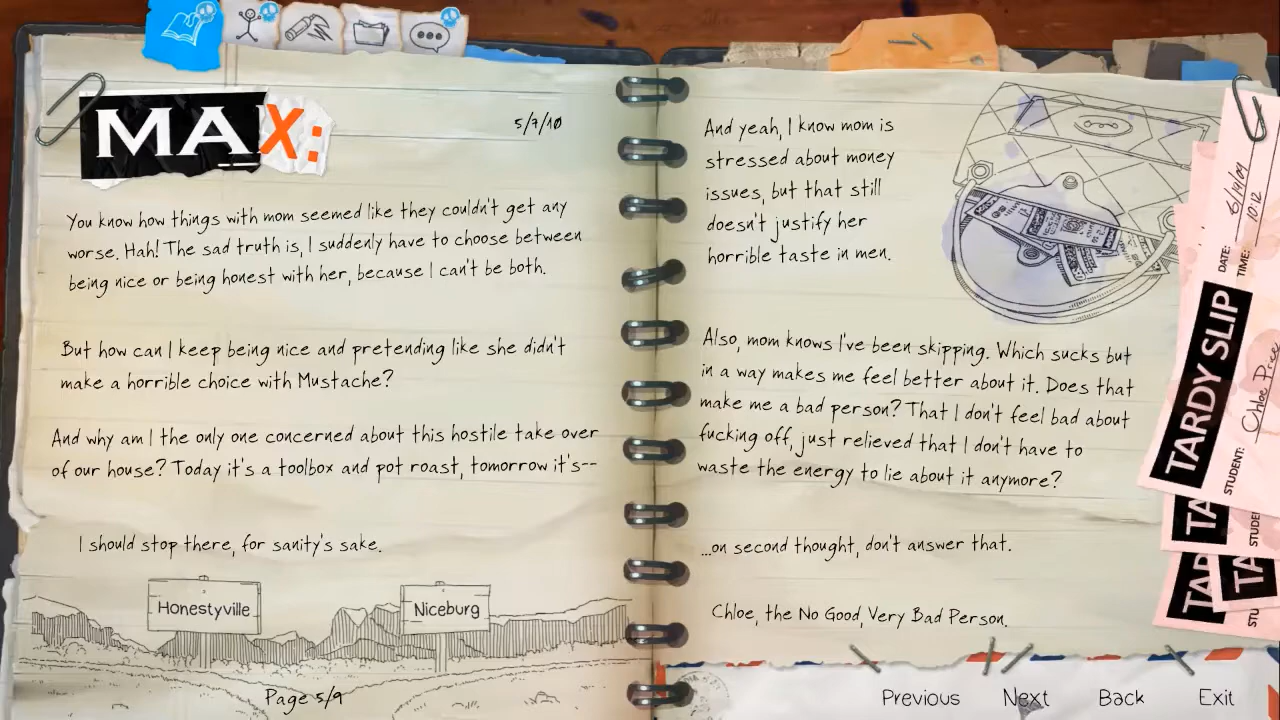 MAX:
5/7/10
You know how things with mom seemed like they couldn't get any
worse. Hah! The sad truth is, I suddenly have to choose between
being nice or being honest with her, because I can't be both.
But how can I keep being nice and pretending like she didn't
make a horrible choice with Mustache?
And why am I the only one concerned about this hostile take over
of our house? Today it's a toolbox and pot roast, tomorrow it's--
I should stop there, for sanity's sake.
Honestyville
Niceburg
Page 5/9
And yeah, I know mom is
stressed about money
issues, but that still
doesn't justify her
horrible taste in men.
Also, mom knows I've been skipping. Which sucks but
in a way makes me feel better about it. Does that
make me a bad person? That I don't feel bad about
fucking off, just relieved that I don't have to
waste the energy to lie about it anymore?
...on second thought, don't answer that.
Chloe, the No Good, Very Bad Person.
TARDY SLIP
DATE:
TIME: 10:12
STUDENT: Chloe Price
Previous
Next
Back
Exit